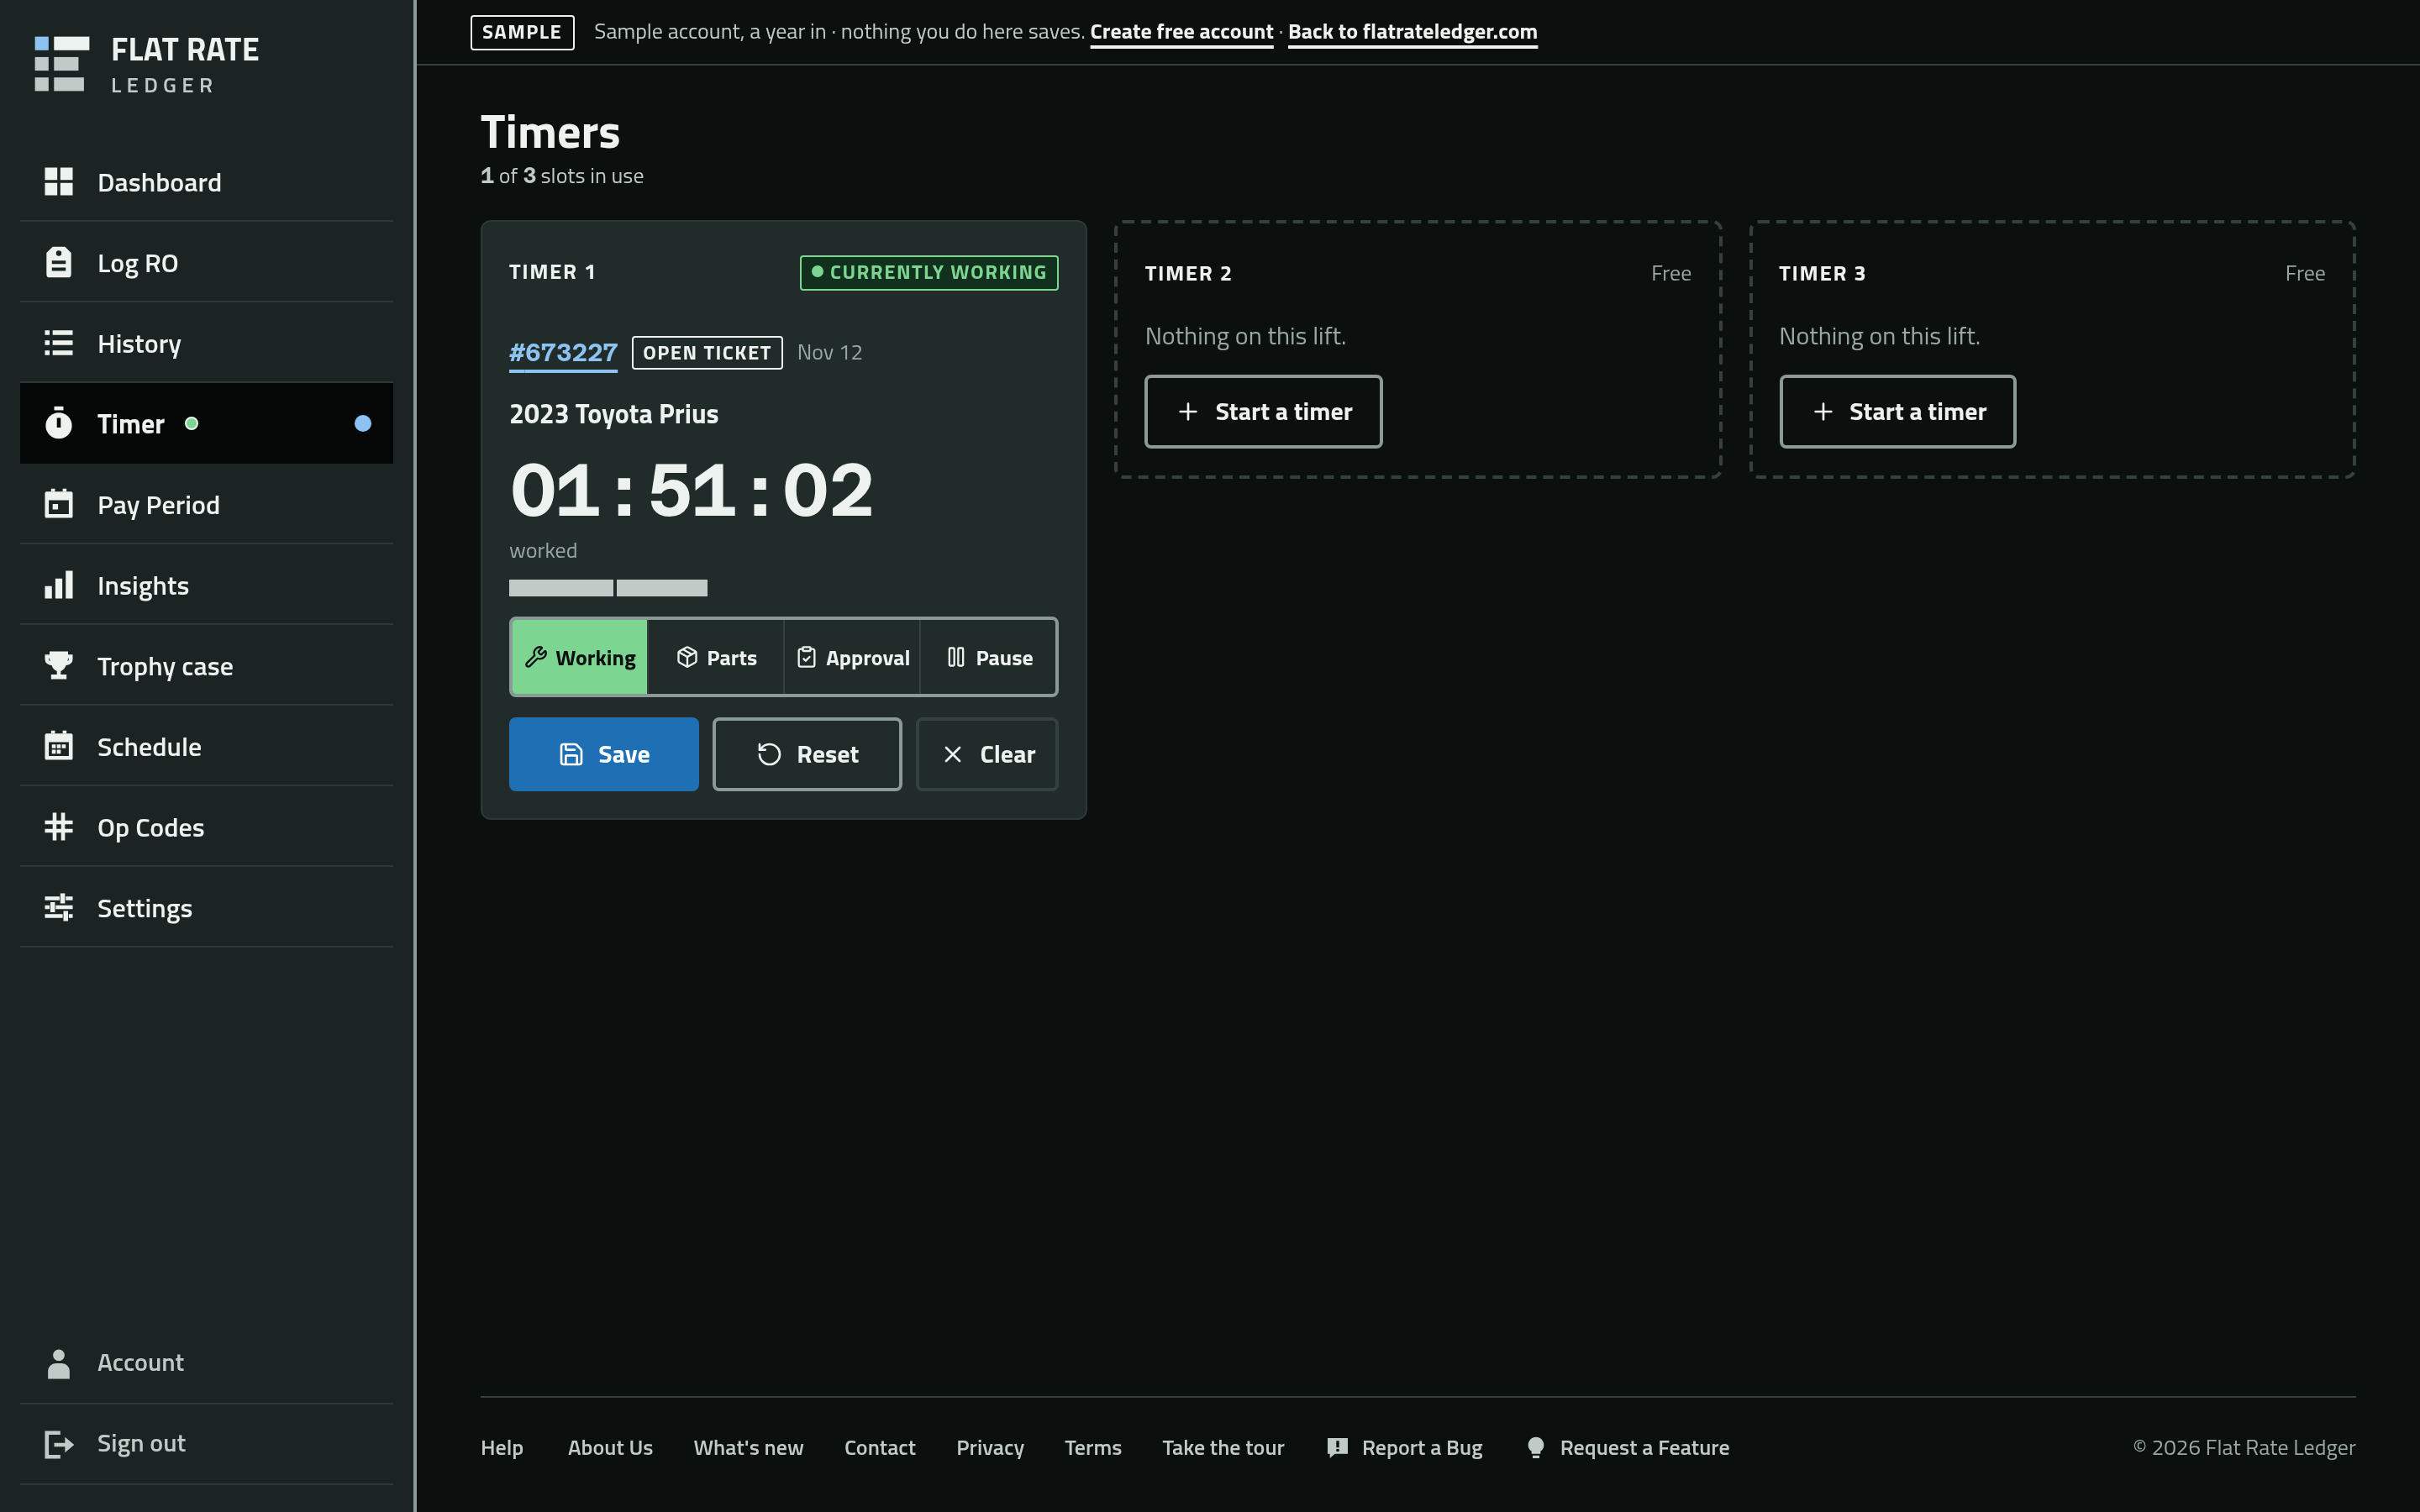 FLAT RATE
LEDGER
Dashboard
Log RO
History
Timer
Pay Period
Insights
Trophy case
Schedule
Op Codes
Settings
Account
Sign out
SAMPLE Sample account, a year in · nothing you do here saves. Create free account · Back to flatrateledger.com
Timers
1 of 3 slots in use
TIMER 1 CURRENTLY WORKING
#673227 OPEN TICKET Nov 12
2023 Toyota Prius
01:51:02
worked
Working Parts Approval Pause
Save Reset Clear
TIMER 2 Free
Nothing on this lift.
Start a timer
TIMER 3 Free
Nothing on this lift.
Start a timer
Help About Us What's new Contact Privacy Terms Take the tour Report a Bug Request a Feature © 2026 Flat Rate Ledger